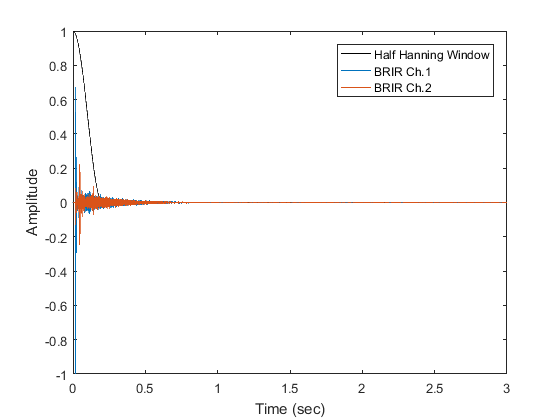 Half Hanning Window
BRIR Ch.1
BRIR Ch.2
1
0.8
0.6
0.4
0.2
0
-0.2
-0.4
-0.6
-0.8
-1
Amplitude
0 0.5 1 1.5 2 2.5 3
Time (sec)